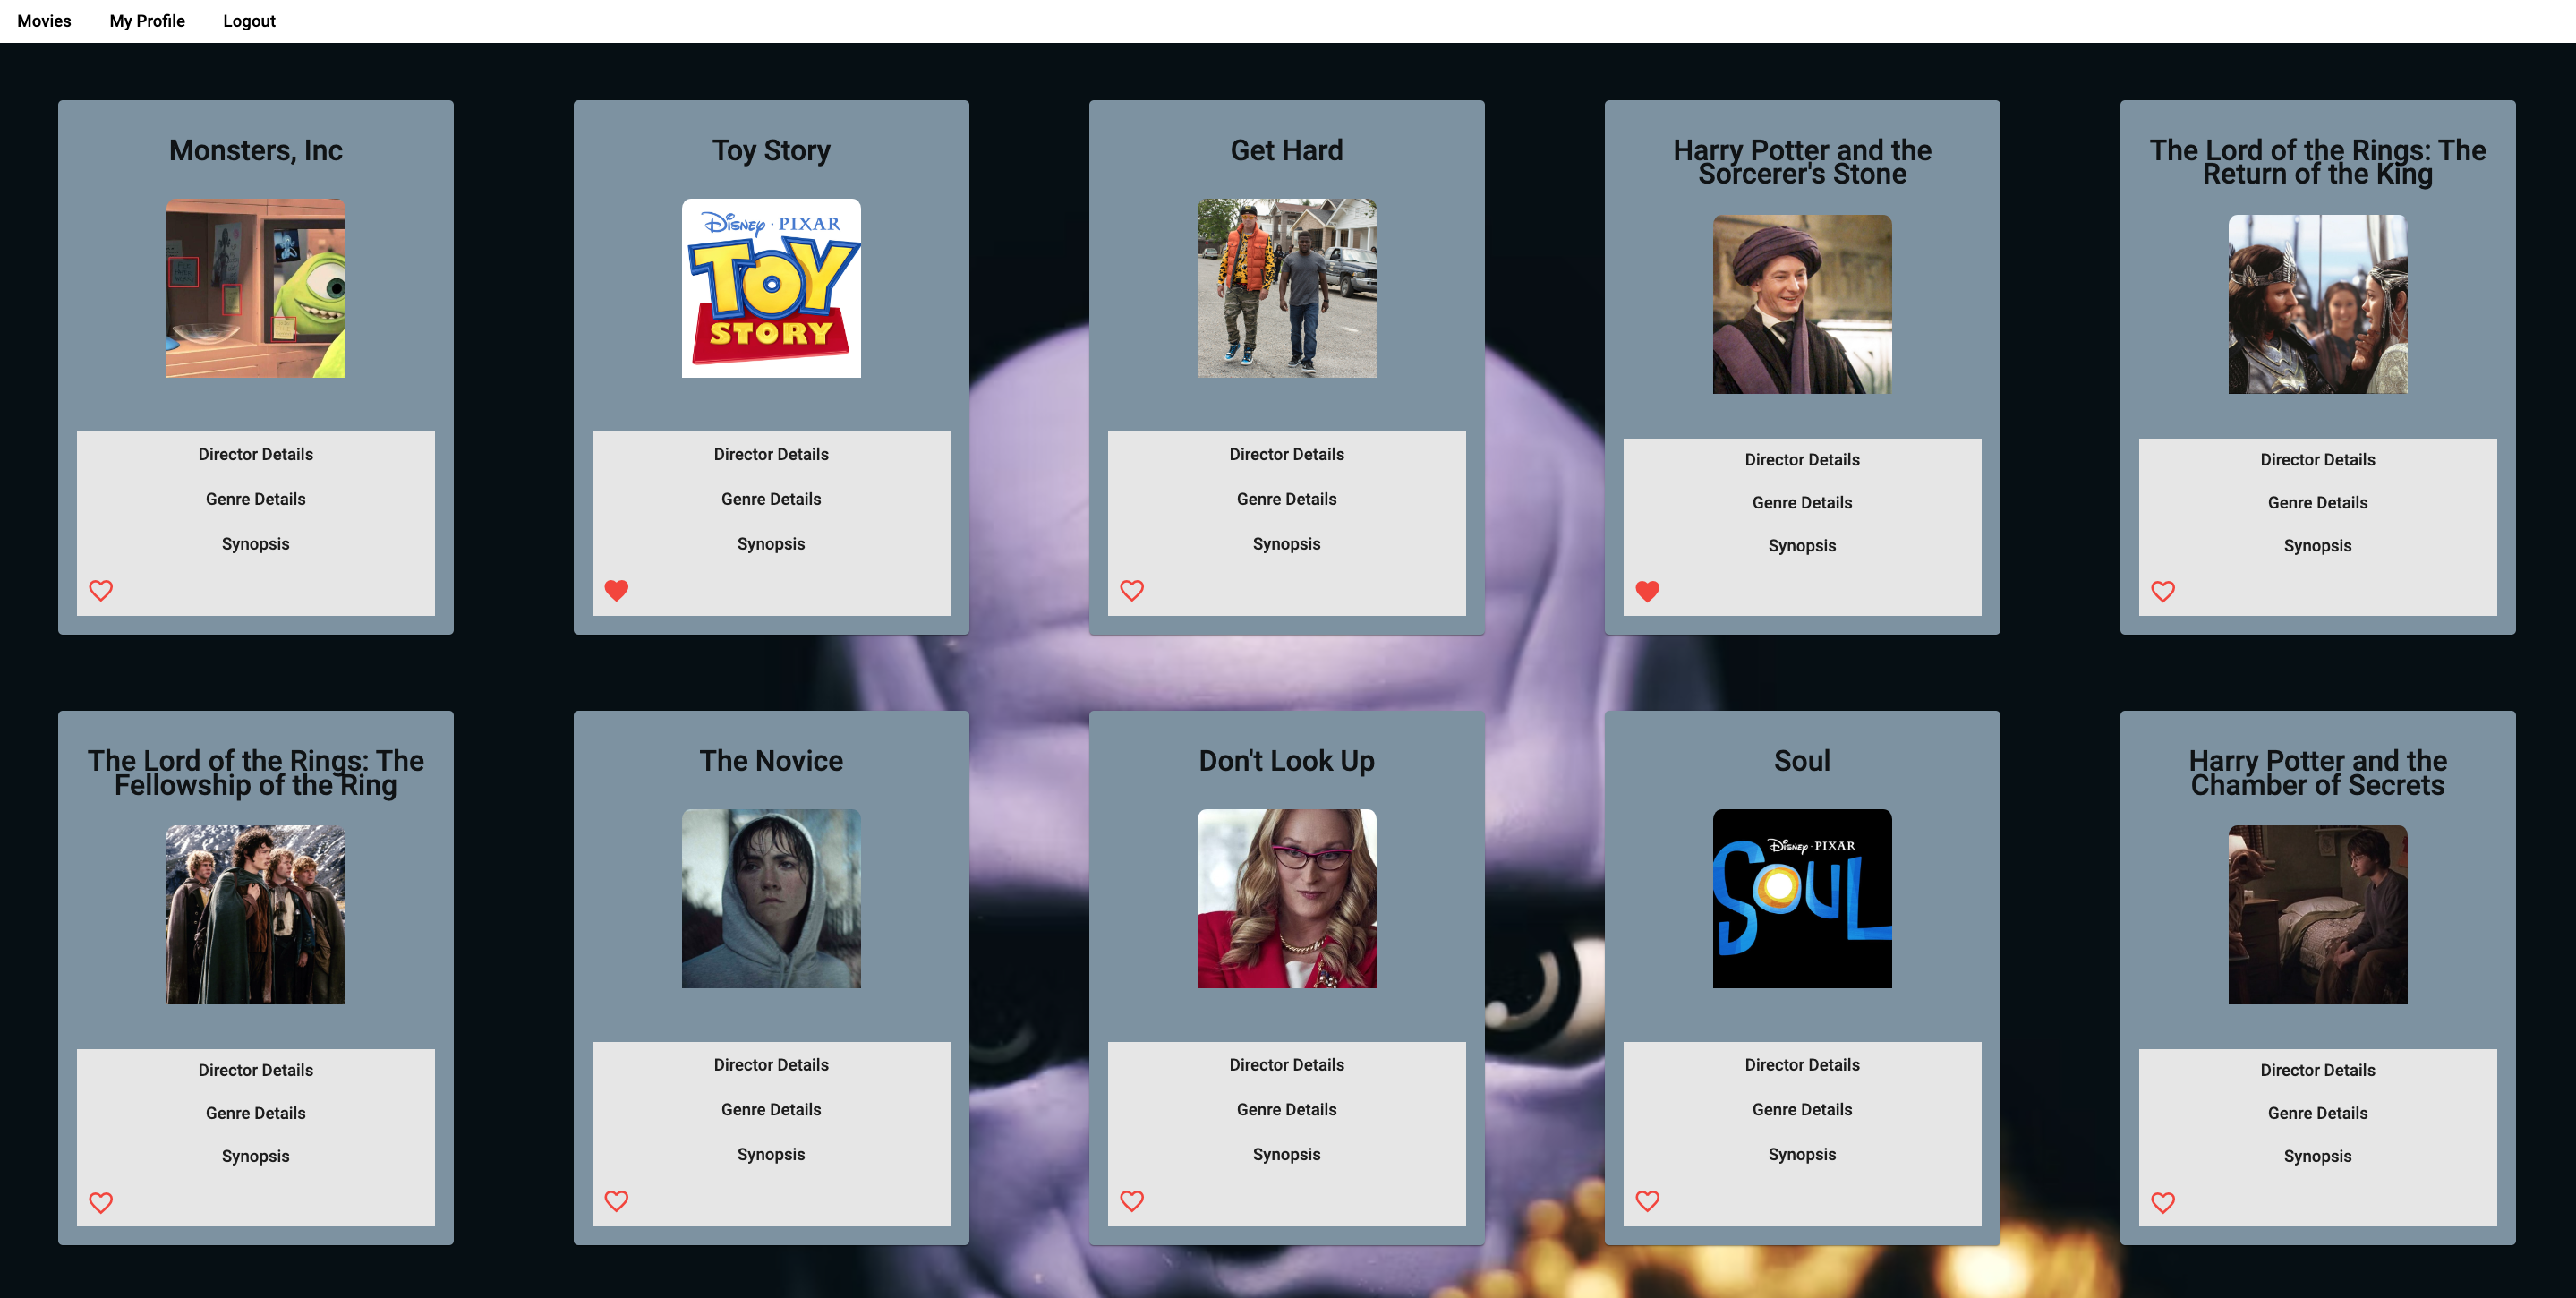 Movies My Profile Logout
Monsters, Inc
Director Details
Genre Details
Synopsis
Toy Story
Disney · PIXAR
TOY
STORY
Director Details
Genre Details
Synopsis
Get Hard
Director Details
Genre Details
Synopsis
Harry Potter and the
Sorcerer's Stone
Director Details
Genre Details
Synopsis
The Lord of the Rings: The
Return of the King
Director Details
Genre Details
Synopsis
The Lord of the Rings: The
Fellowship of the Ring
Director Details
Genre Details
Synopsis
The Novice
Director Details
Genre Details
Synopsis
Don't Look Up
Director Details
Genre Details
Synopsis
Soul
Disney · PIXAR
SOUL
Director Details
Genre Details
Synopsis
Harry Potter and the
Chamber of Secrets
Director Details
Genre Details
Synopsis